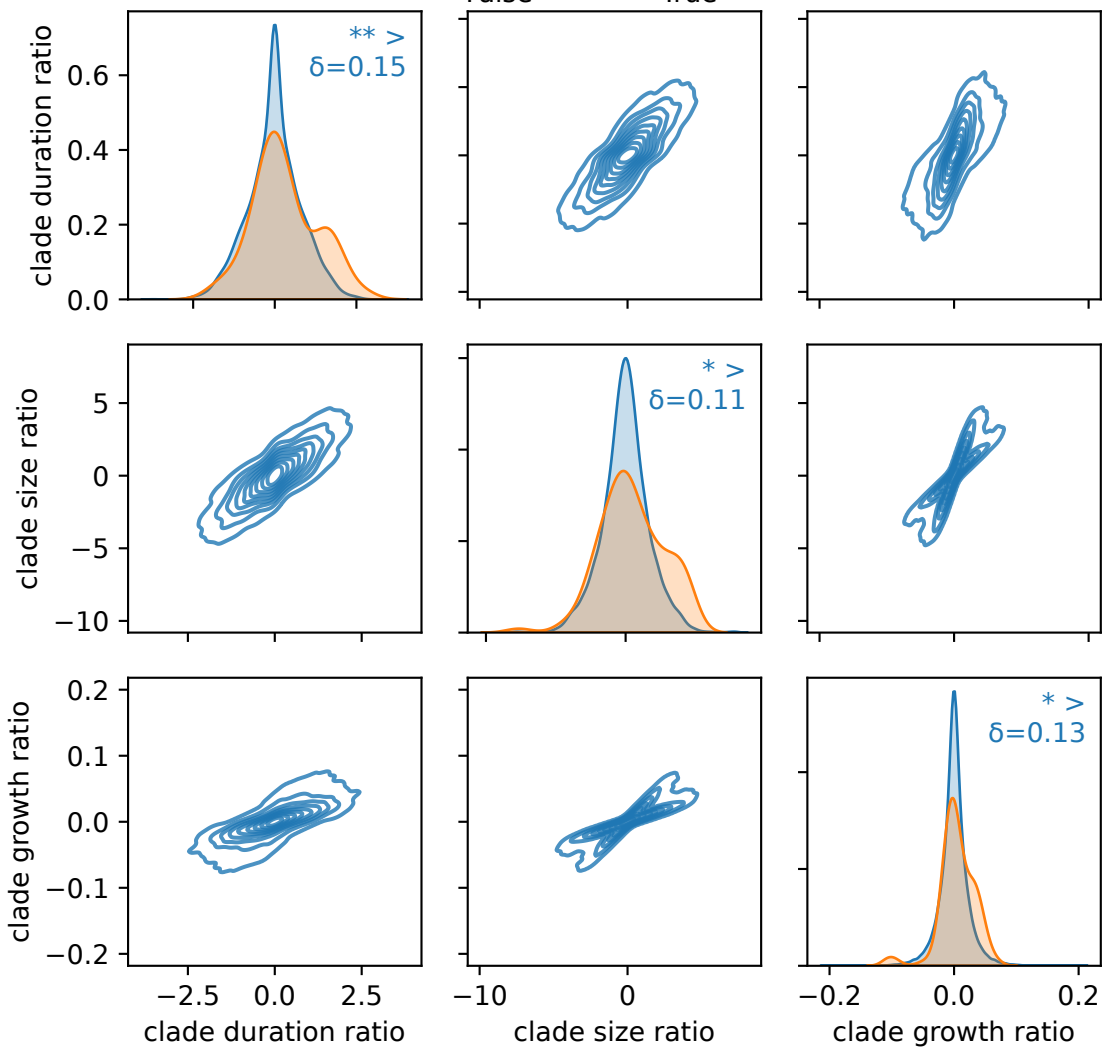 True
clade duration ratio
0.6
0.4
0.2
0.0
** >
δ=0.15
clade size ratio
5
0
−5
−10
* >
δ=0.11
clade growth ratio
0.2
0.1
0.0
−0.1
−0.2
* >
δ=0.13
−2.5
0.0
2.5
−10
0
−0.2
0.0
0.2
clade duration ratio
clade size ratio
clade growth ratio